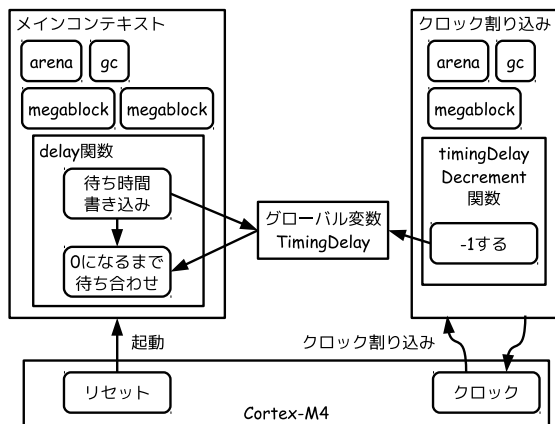 メインコンテキスト
arena
gc
megablock
megablock
delay関数
待ち時間
書き込み
0になるまで
待ち合わせ
グローバル変数
TimingDelay
クロック割り込み
arena
gc
megablock
timingDelay
Decrement
関数
-1する
起動
クロック割り込み
リセット
クロック
Cortex-M4